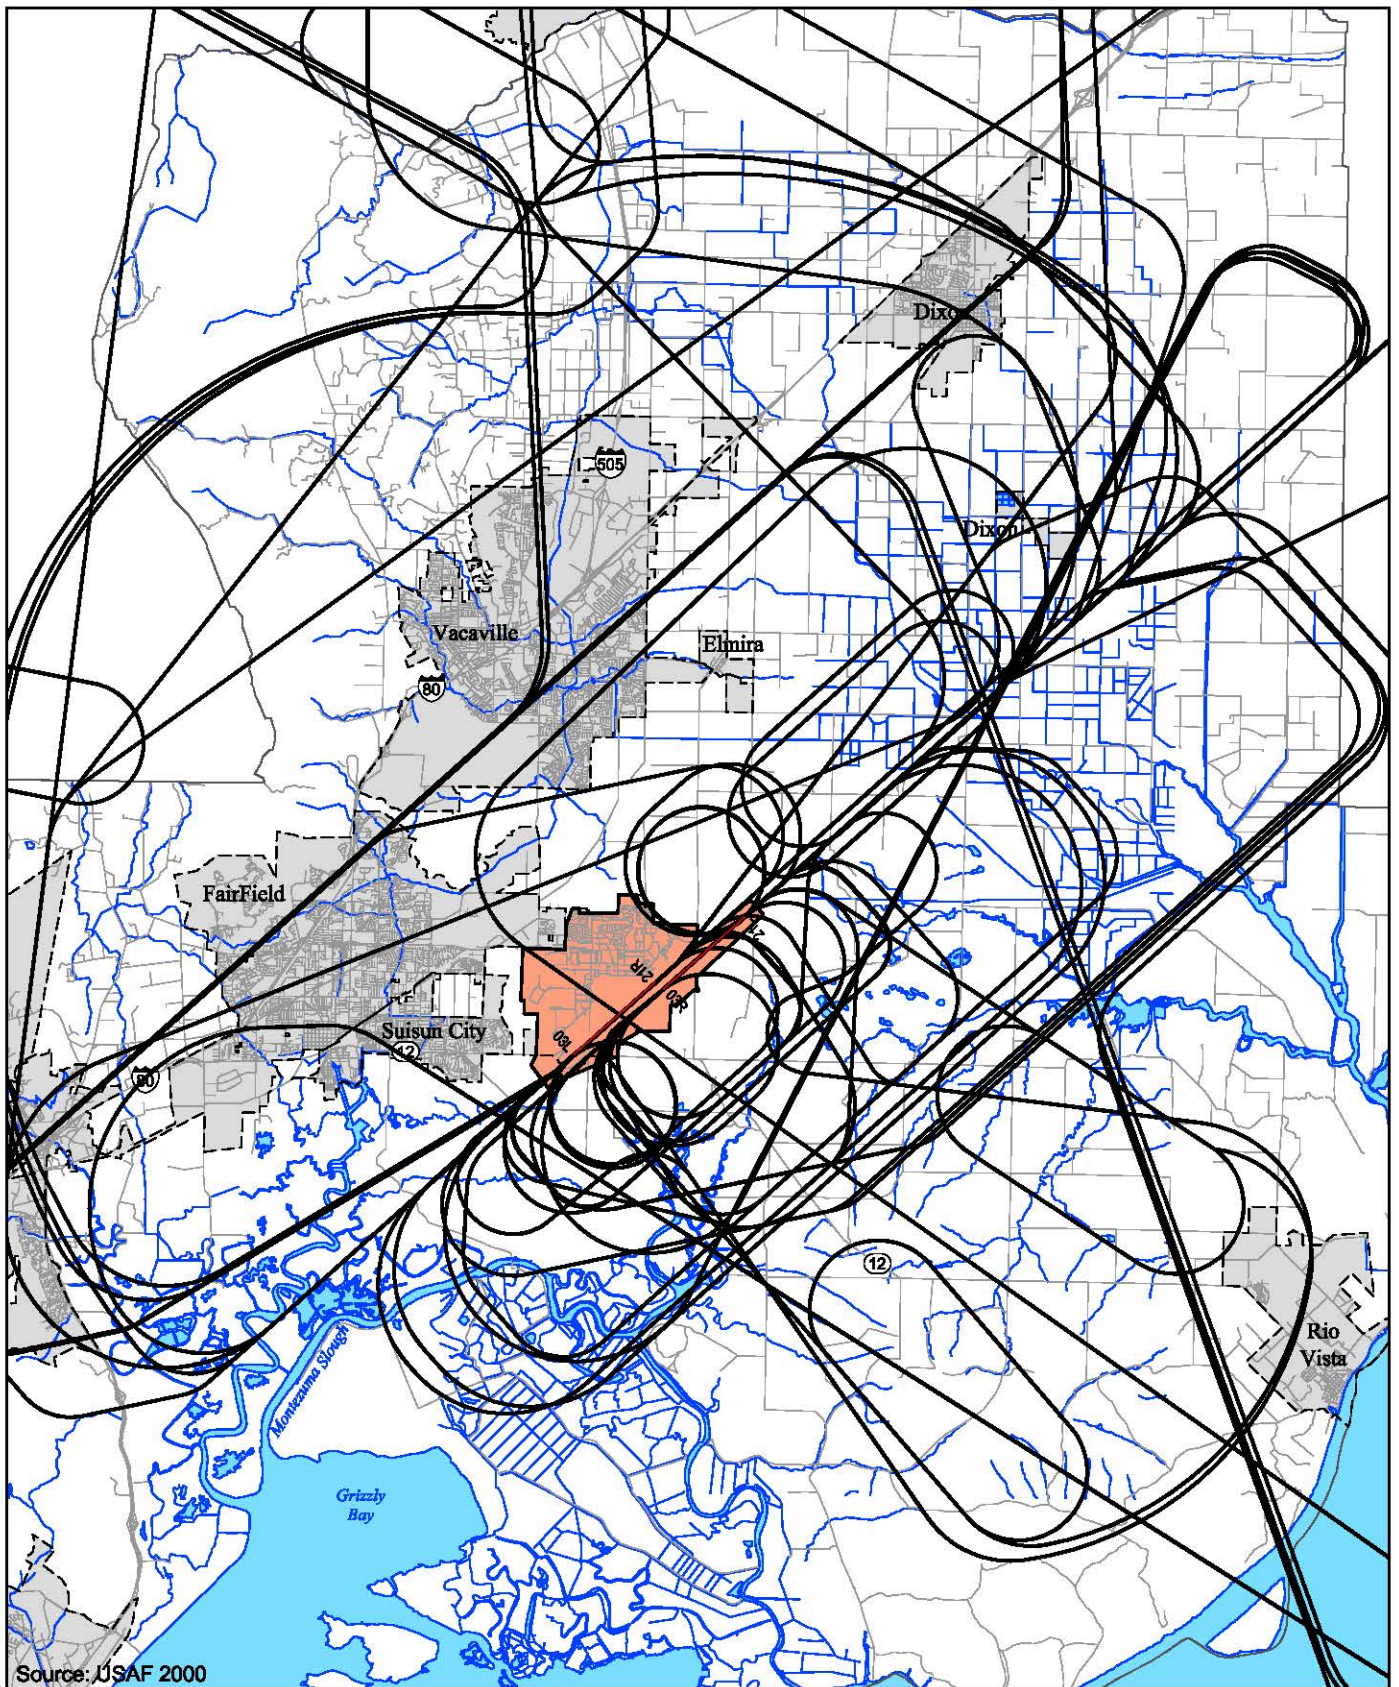 Dixon
505
Dixon
Vacaville
Elmira
80
FairField
21R
03R
03L
Suisun City
12
80
12
Rio
Vista
Montezuma Slough
Grizzly
Bay
Source: USAF 2000